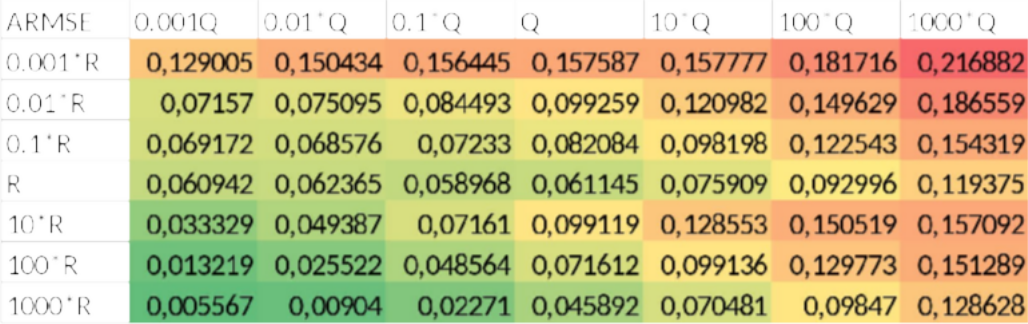 ARMSE 0.001Q 0.01*Q 0.1*Q Q 10*Q 100*Q 1000*Q
0.001*R 0,129005 0,150434 0,156445 0,157587 0,157777 0,181716 0,216882
0.01*R 0,07157 0,075095 0,084493 0,099259 0,120982 0,149629 0,186559
0.1*R 0,069172 0,068576 0,07233 0,082084 0,098198 0,122543 0,154319
R 0,060942 0,062365 0,058968 0,061145 0,075909 0,092996 0,119375
10*R 0,033329 0,049387 0,07161 0,099119 0,128553 0,150519 0,157092
100*R 0,013219 0,025522 0,048564 0,071612 0,099136 0,129773 0,151289
1000*R 0,005567 0,00904 0,02271 0,045892 0,070481 0,09847 0,128628